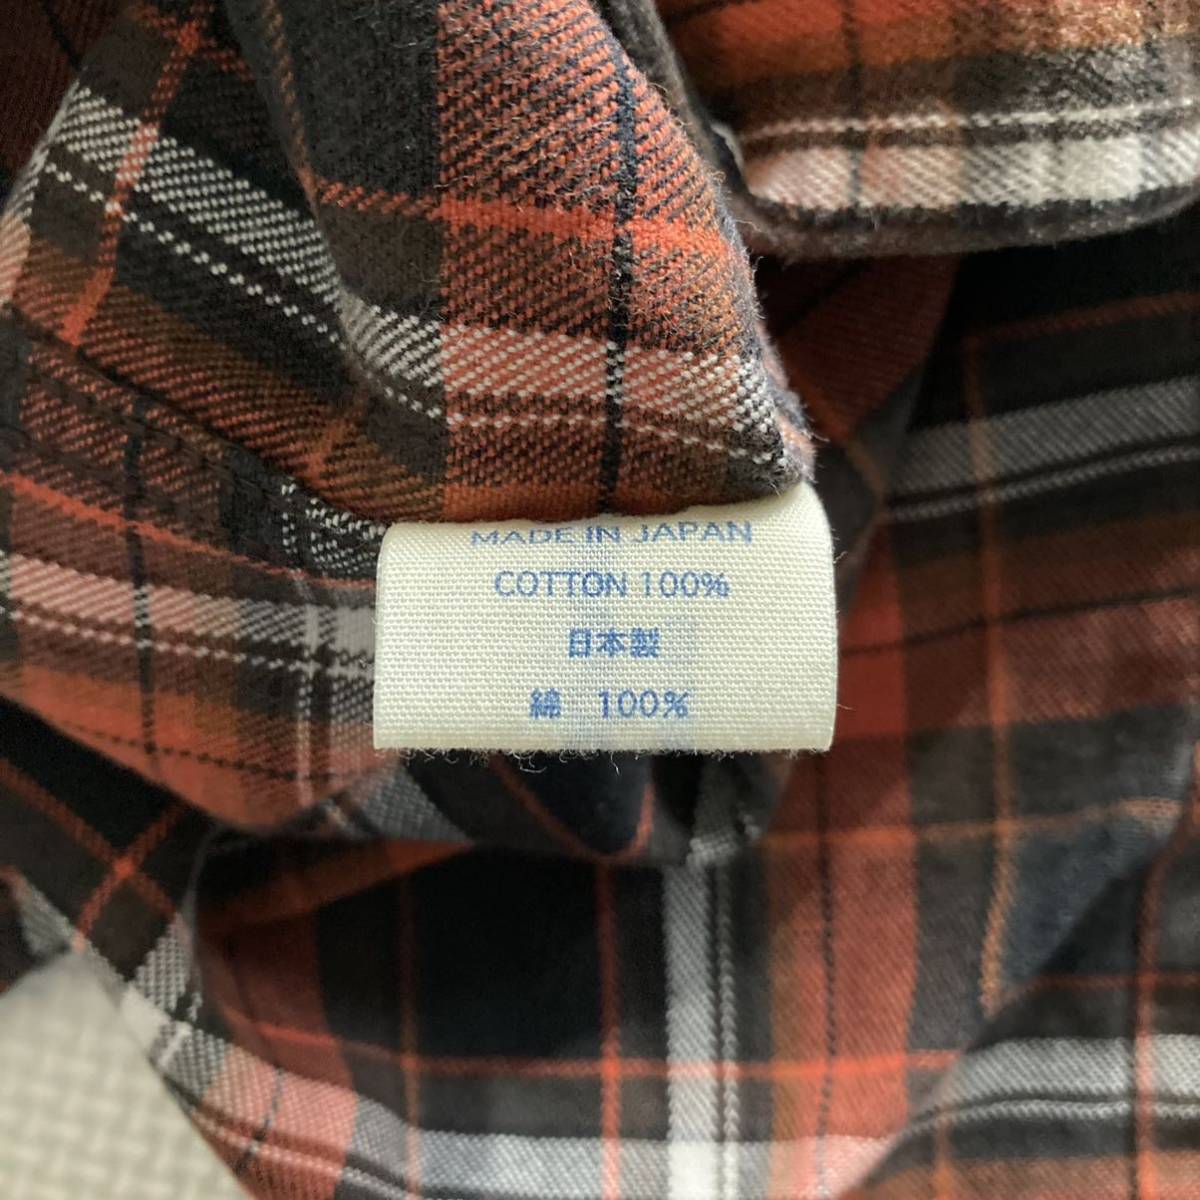 MADE IN JAPAN
COTTON 100%
日本製
綿 100%